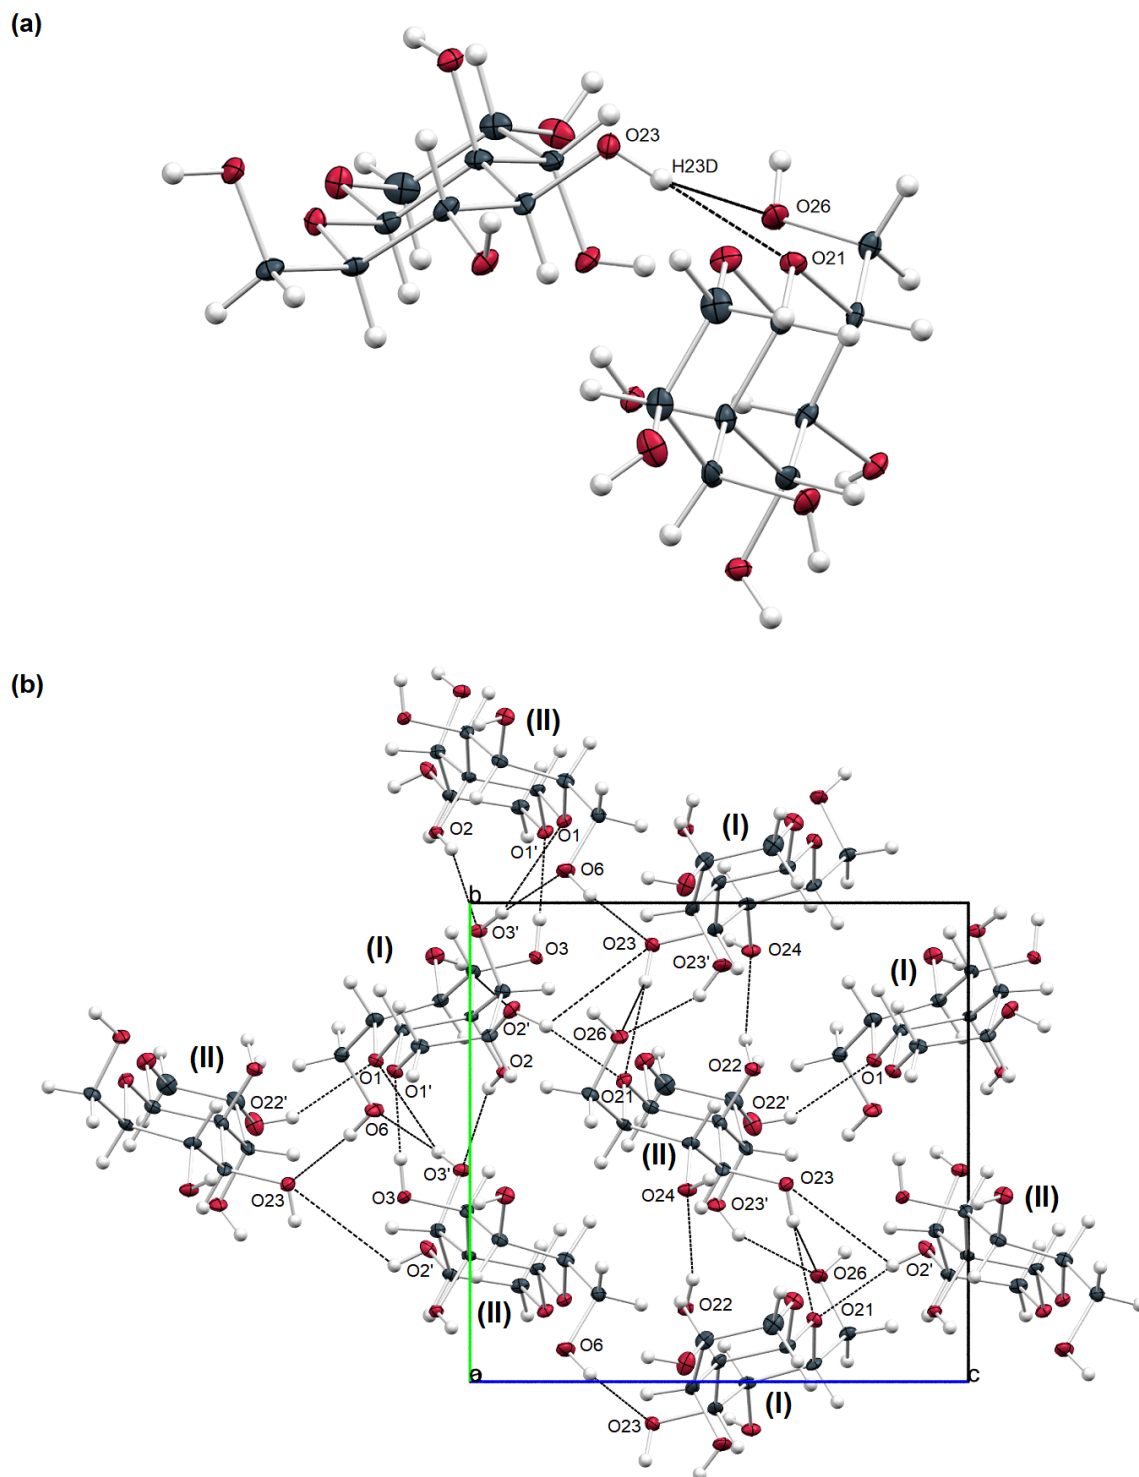 (a)
O23
H23D
O26
O21
(b)
(II)
O2
O1
O1'
(I)
O6
b
O3'
O3
O23
O23'
O24
(I)
(I)
O2'
O26
O2
(II)
O1
O1'
O22
O21
O22'
O1
O22'
O6
(II)
O3'
O23
O3
O24
O23'
O23
(II)
O2'
O26
O2'
(II)
O22
O21
O6
a
c
(I)
O23